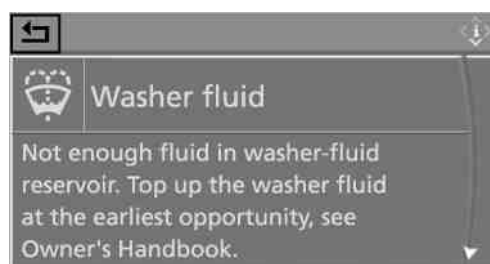 Washer fluid
Not enough fluid in washer-fluid
reservoir. Top up the washer fluid
at the earliest opportunity, see
Owner's Handbook.